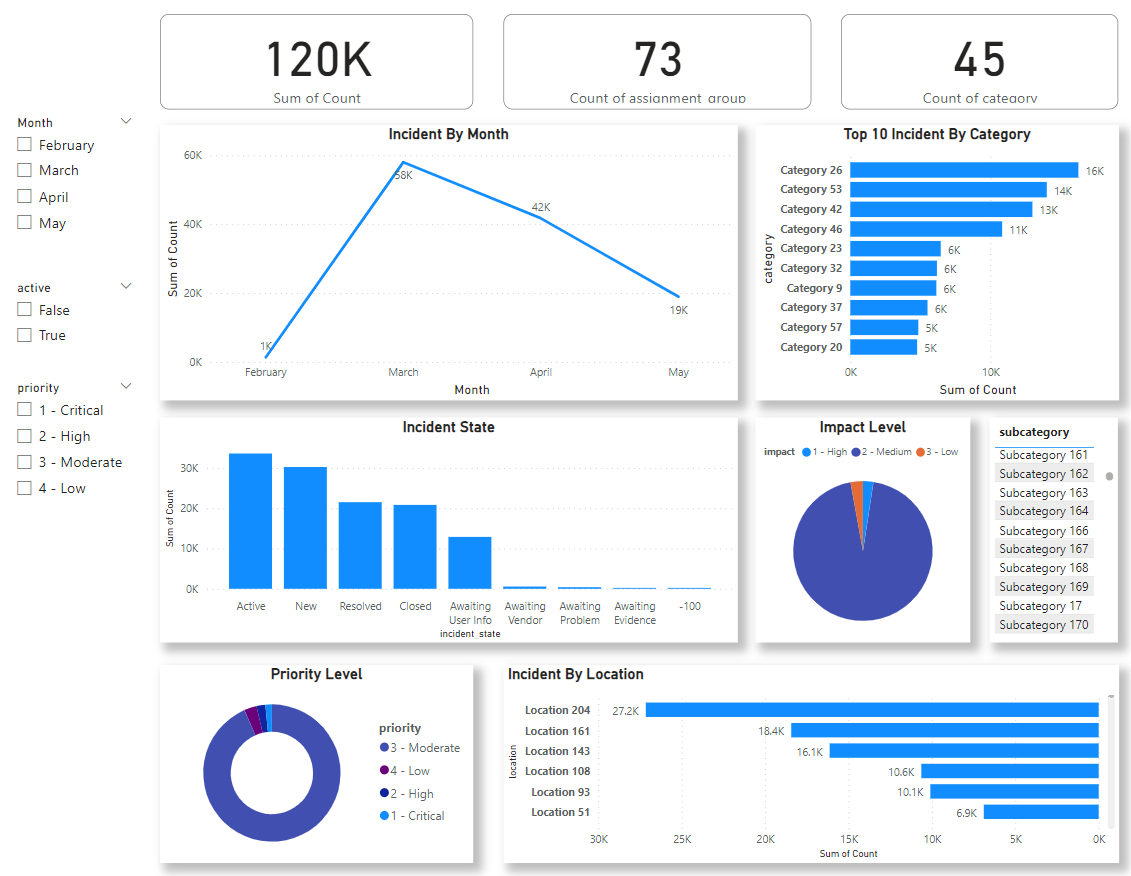 120K
Sum of Count
73
Count of assignment_group
45
Count of category
Month
February
March
April
May
active
False
True
priority
1 - Critical
2 - High
3 - Moderate
4 - Low
Incident By Month
60K
40K
20K
0K
Sum of Count
1K
58K
42K
19K
February
March
April
May
Month
Top 10 Incident By Category
category
Category 26
16K
Category 53
14K
Category 42
13K
Category 46
11K
Category 23
6K
Category 32
6K
Category 9
6K
Category 37
6K
Category 57
5K
Category 20
5K
0K
10K
Sum of Count
Incident State
Sum of Count
30K
20K
10K
0K
Active
New
Resolved
Closed
Awaiting
User Info
Awaiting
Vendor
Awaiting
Problem
Awaiting
Evidence
-100
incident_state
Impact Level
impact
1 - High
2 - Medium
3 - Low
subcategory
Subcategory 161
Subcategory 162
Subcategory 163
Subcategory 164
Subcategory 166
Subcategory 167
Subcategory 168
Subcategory 169
Subcategory 17
Subcategory 170
Priority Level
priority
3 - Moderate
4 - Low
2 - High
1 - Critical
Incident By Location
location
Location 204
27.2K
Location 161
18.4K
Location 143
16.1K
Location 108
10.6K
Location 93
10.1K
Location 51
6.9K
30K
25K
20K
15K
10K
5K
0K
Sum of Count